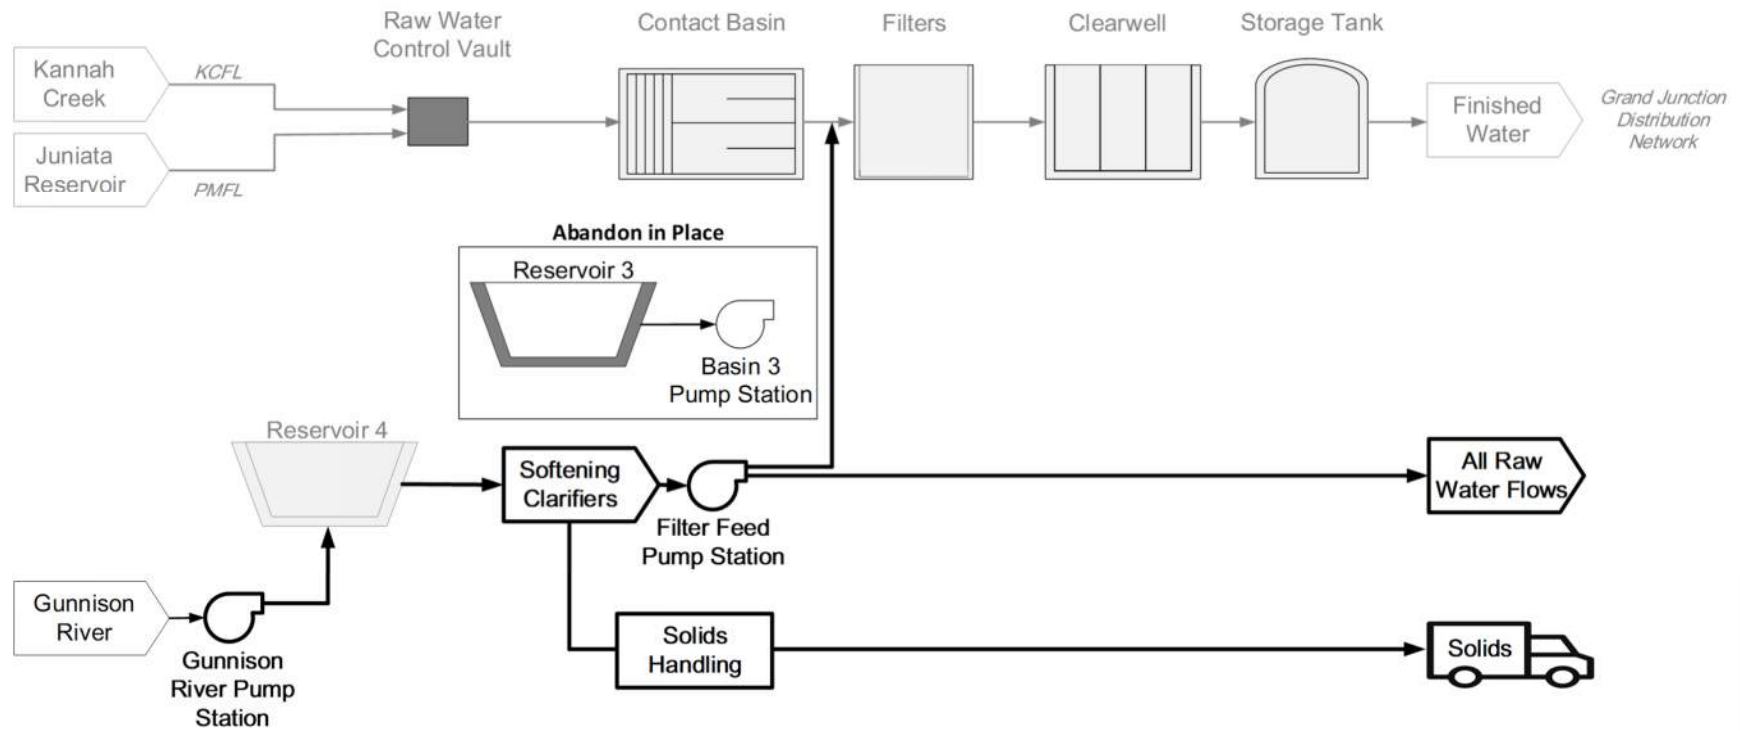 Raw Water
Control Vault
Contact Basin
Filters
Clearwell
Storage Tank
Kannah
Creek
KCFL
Juniata
Reservoir
PMFL
Finished
Water
Grand Junction
Distribution
Network
Abandon in Place
Reservoir 3
Basin 3
Pump Station
Reservoir 4
Softening
Clarifiers
Filter Feed
Pump Station
All Raw
Water Flows
Gunnison
River
Gunnison
River Pump
Station
Solids
Handling
Solids